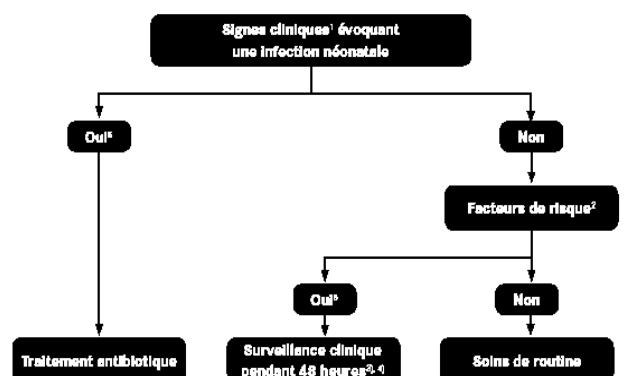 Signes cliniques¹ évoquant
une infection néonatale
Oui⁵
Non
Facteurs de risque²
Oui⁵
Non
Traitement antibiotique
Surveillance clinique
pendant 48 heures³⁾, ⁴⁾
Soins de routine